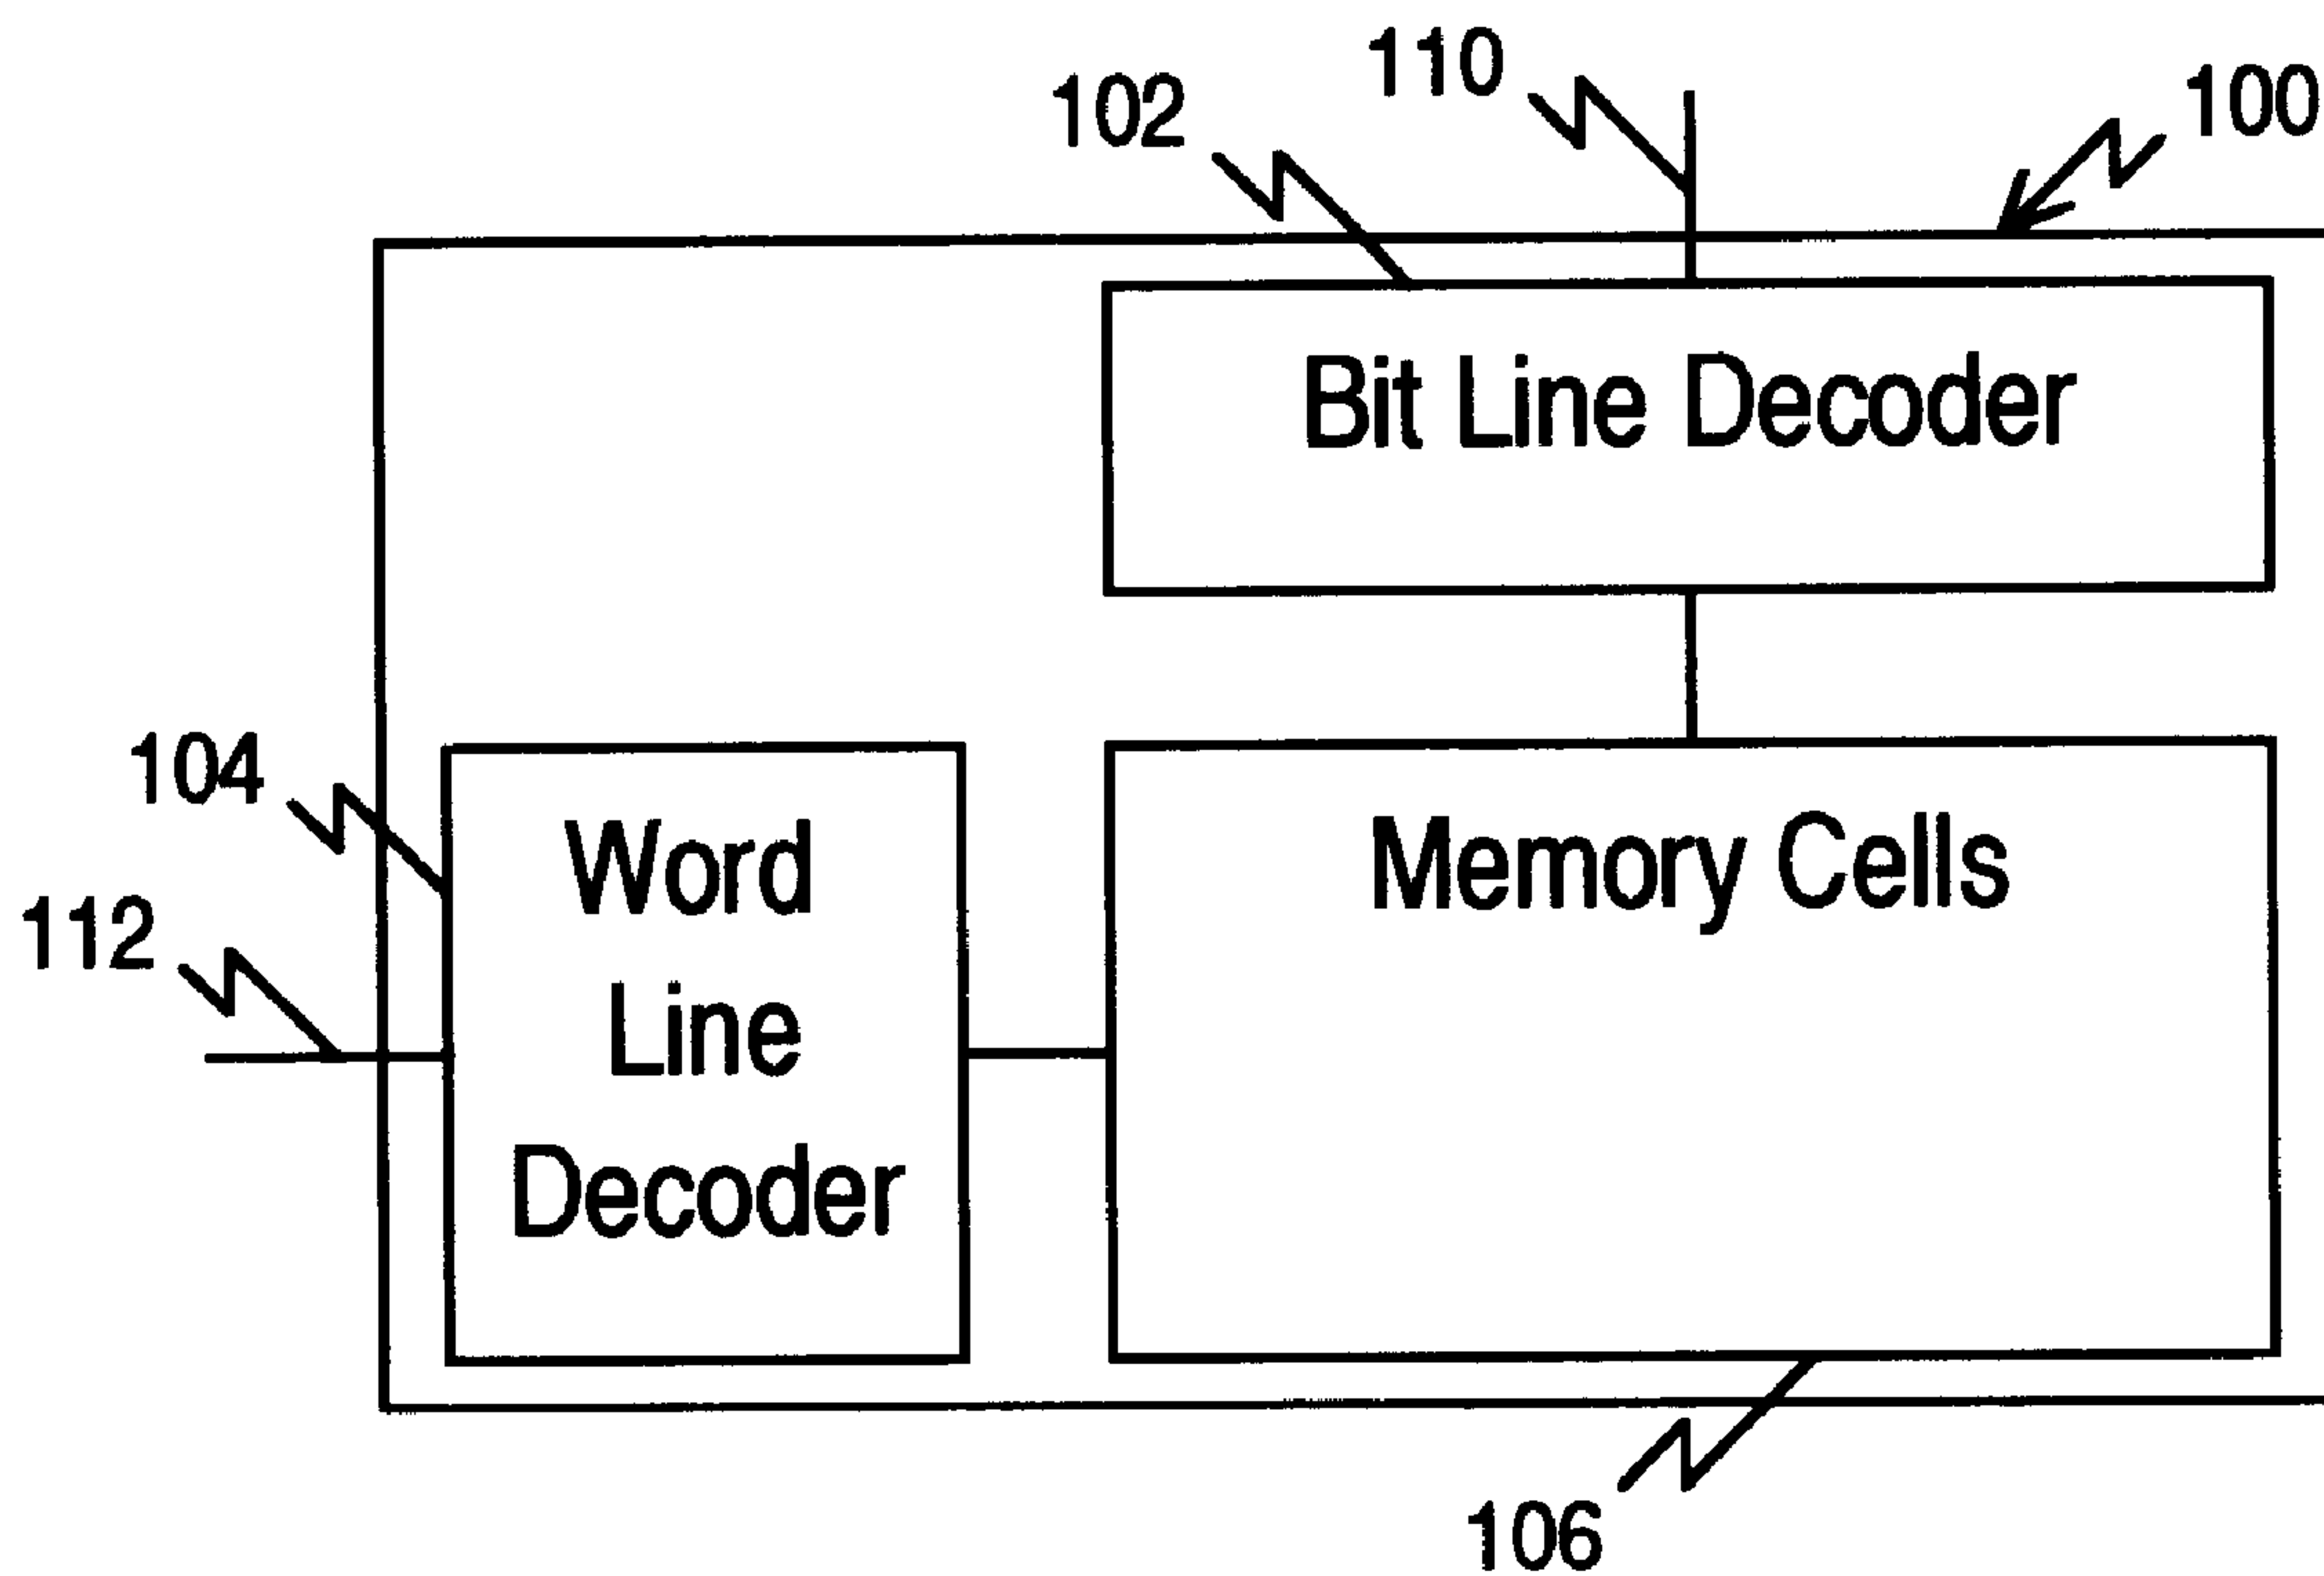 110
102
100
Bit Line Decoder
104
Word
Line
Decoder
Memory Cells
112
106